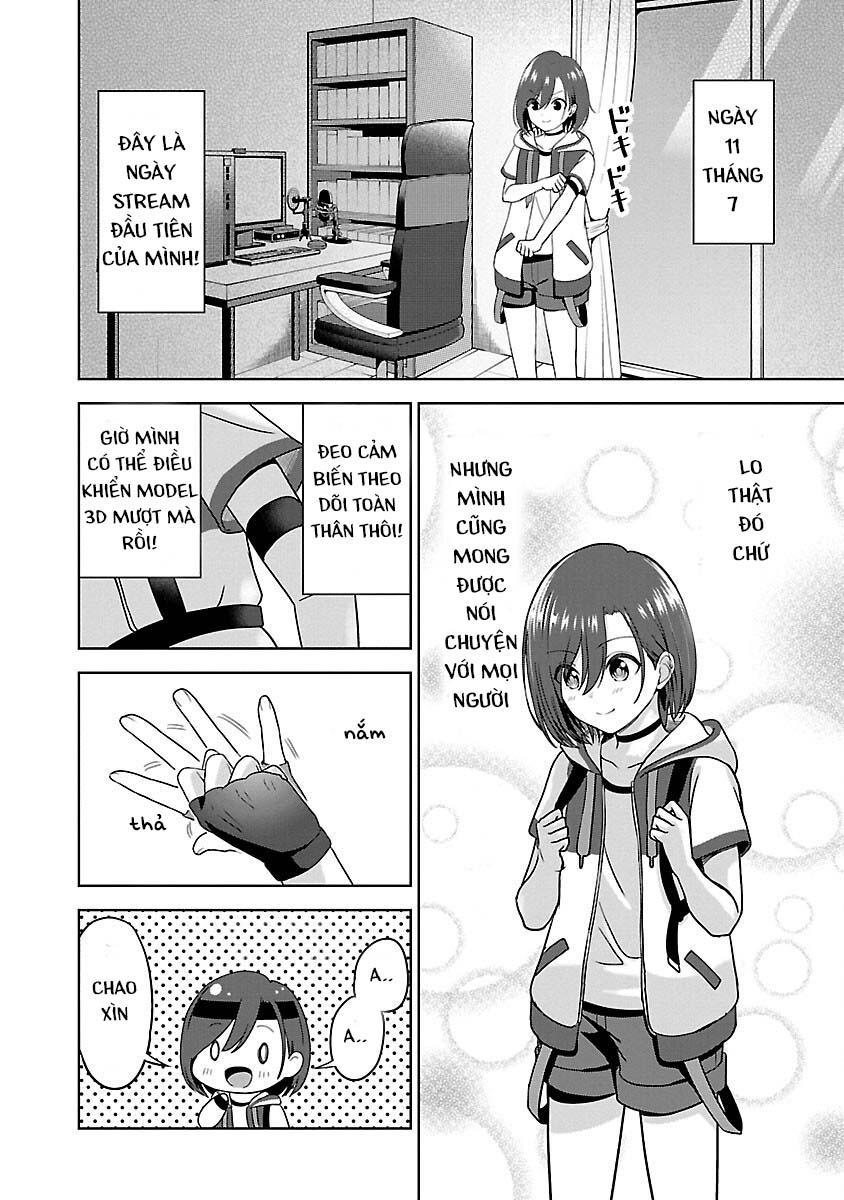 NGÀY
11
THÁNG
7
ドキドキ
ĐÂY LÀ
NGÀY
STREAM
ĐẦU TIÊN
CỦA MÌNH!
LO
THẬT
ĐÓ
CHỨ
NHƯNG
MÌNH
CŨNG
MONG
ĐƯỢC
NÓI
CHUYỆN
VỚI MỌI
NGƯỜI
ĐEO CẢM
BIẾN THEO
DÕI TOÀN
THÂN THÔI!
GIỜ MÌNH
CÓ THỂ ĐIỀU
KHIỂN MODEL
3D MƯỢT MÀ
RỒI!
nắm
thả
A..
A..
CHAO
XÌN